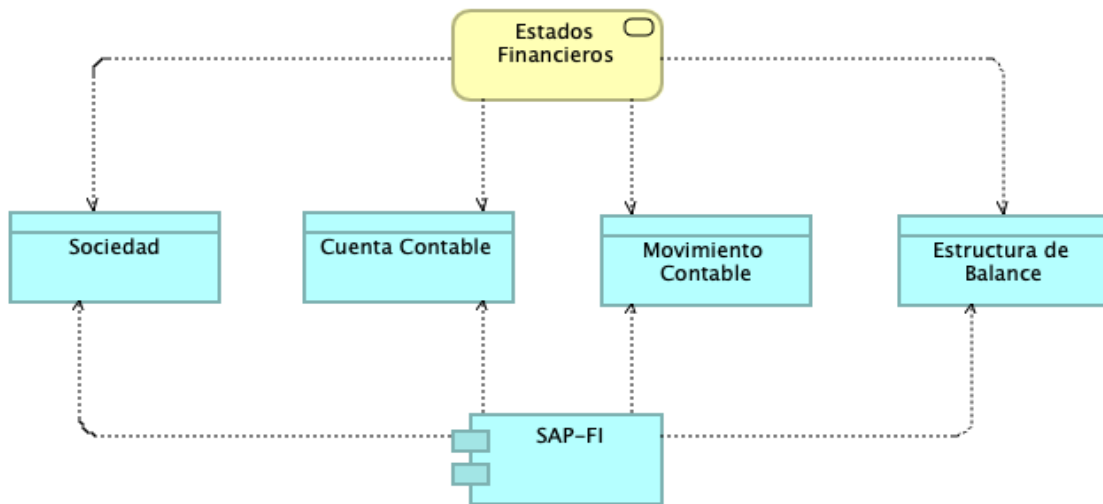 Estados
Financieros
Sociedad
Cuenta Contable
Movimiento
Contable
Estructura de
Balance
SAP-FI